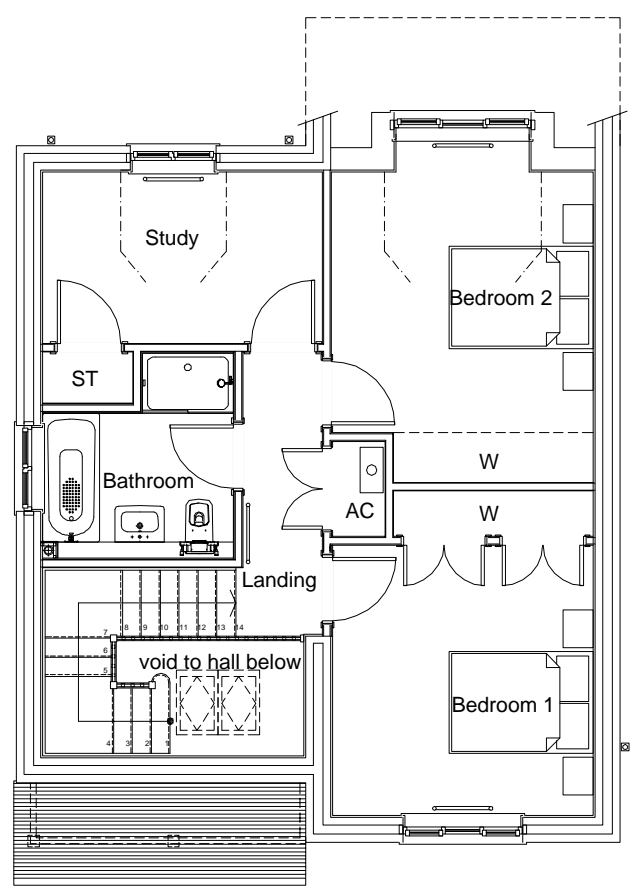 Study
Bedroom 2
ST
W
Bathroom
W
AC
Landing
7
8 9 10 11 12 13 14
6
void to hall below
5
Bedroom 1
4 3 2 1